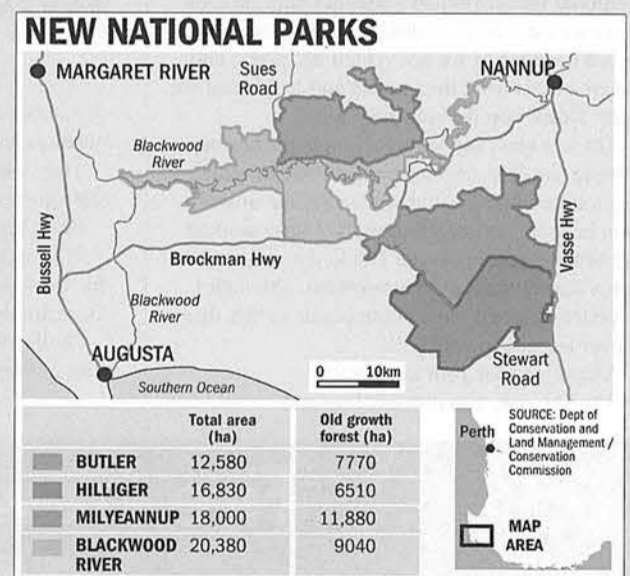 NEW NATIONAL PARKS
MARGARET RIVER
Sues
Road
NANNUP
Blackwood
River
Bussell Hwy
Brockman Hwy
Vasse Hwy
Blackwood
River
AUGUSTA
Southern Ocean
0 10km
Stewart
Road
Total area
(ha)
Old growth
forest (ha)
BUTLER 12,580 7770
HILLIGER 16,830 6510
MILYEANNUP 18,000 11,880
BLACKWOOD
RIVER
20,380 9040
Perth
SOURCE: Dept of
Conservation and
Land Management /
Conservation
Commission
MAP
AREA